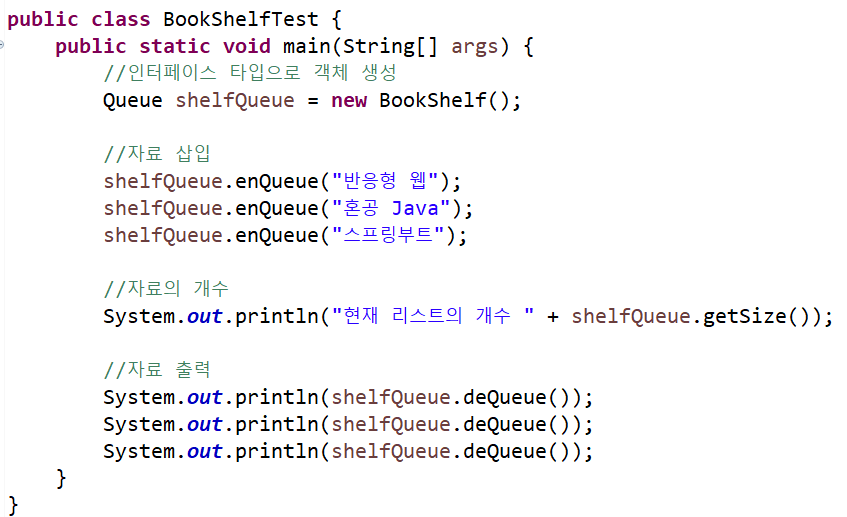 public class BookShelfTest {
public static void main(String[] args) {
//인터페이스 타입으로 객체 생성
Queue shelfQueue = new BookShelf();
//자료 삽입
shelfQueue.enQueue("반응형 웹");
shelfQueue.enQueue("혼공 Java");
shelfQueue.enQueue("스프링부트");
//자료의 개수
System.out.println("현재 리스트의 개수 " + shelfQueue.getSize());
//자료 출력
System.out.println(shelfQueue.deQueue());
System.out.println(shelfQueue.deQueue());
System.out.println(shelfQueue.deQueue());
}
}